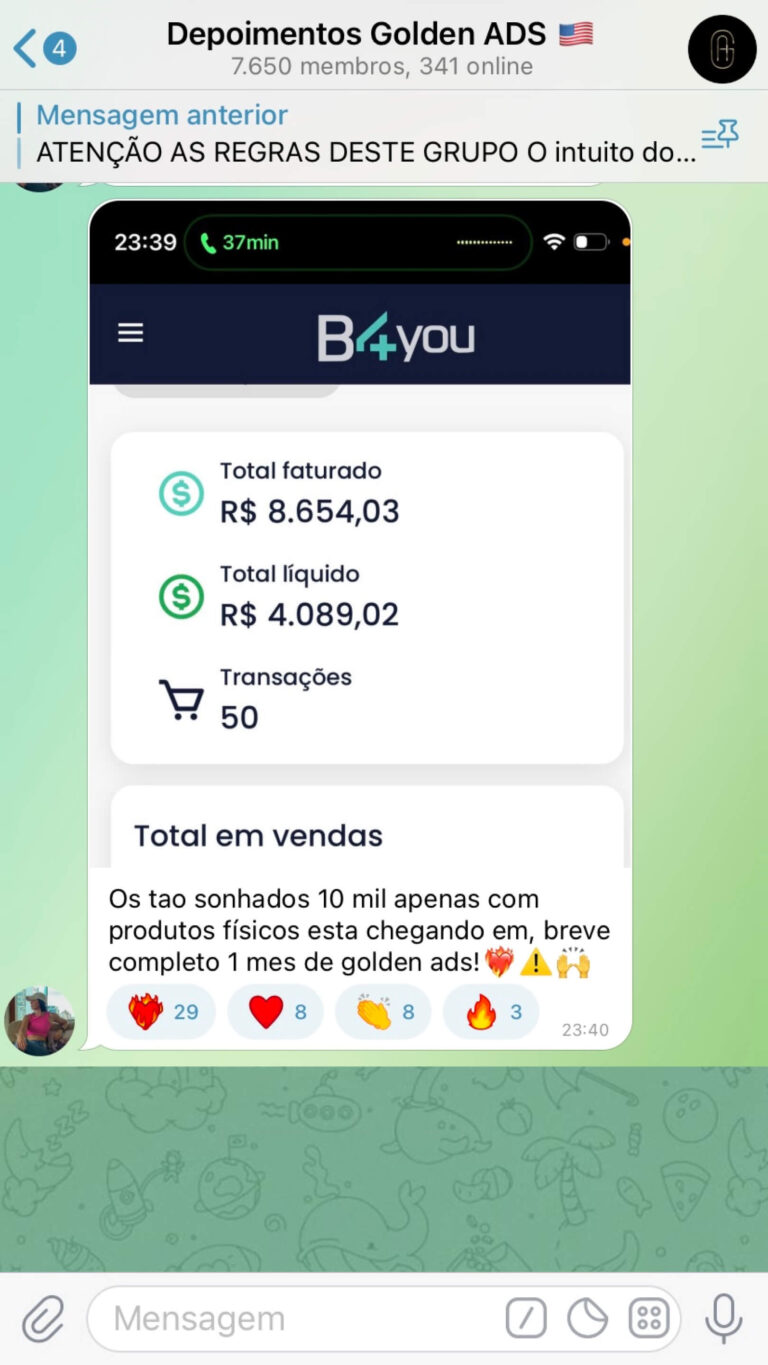 4
Depoimentos Golden ADS 🇺🇸
7.650 membros, 341 online
Mensagem anterior
ATENÇÃO AS REGRAS DESTE GRUPO O intuito do...
23:39 37min
B4you
Total faturado
R$ 8.654,03
Total líquido
R$ 4.089,02
Transações
50
Total em vendas
Os tao sonhados 10 mil apenas com
produtos físicos esta chegando em, breve
completo 1 mes de golden ads!❤️‍🔥⚠️🙌
❤️‍🔥 29 ❤️ 8 👏 8 🔥 3
23:40
Mensagem